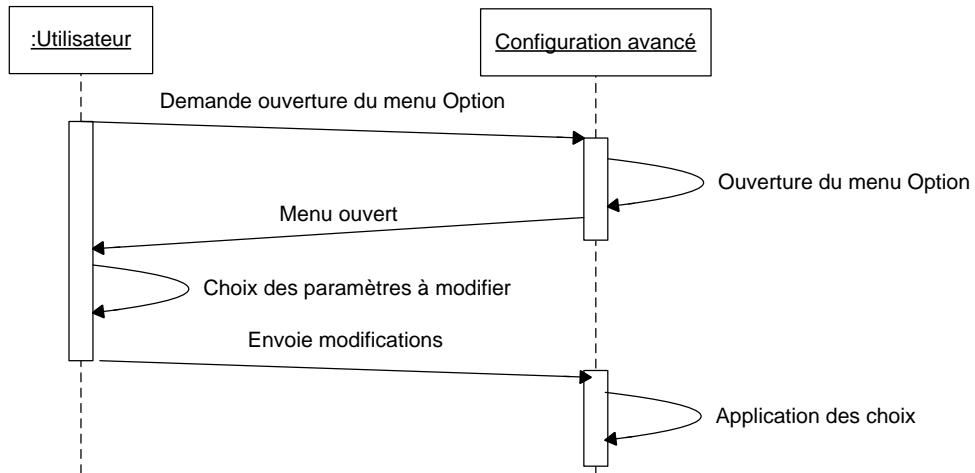 :Utilisateur
Configuration avancé
Demande ouverture du menu Option
Ouverture du menu Option
Menu ouvert
Choix des paramètres à modifier
Envoie modifications
Application des choix